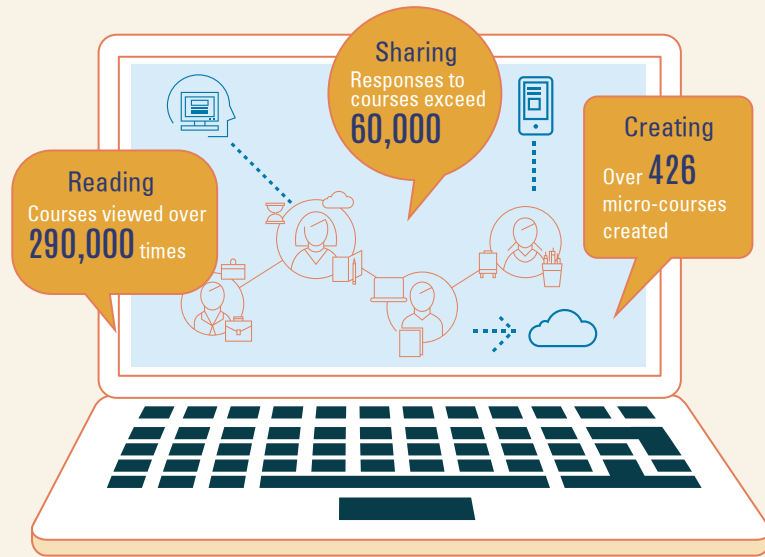 Sharing
Responses to
courses exceed
60,000
Reading
Courses viewed over
290,000 times
Creating
Over 426
micro-courses
created